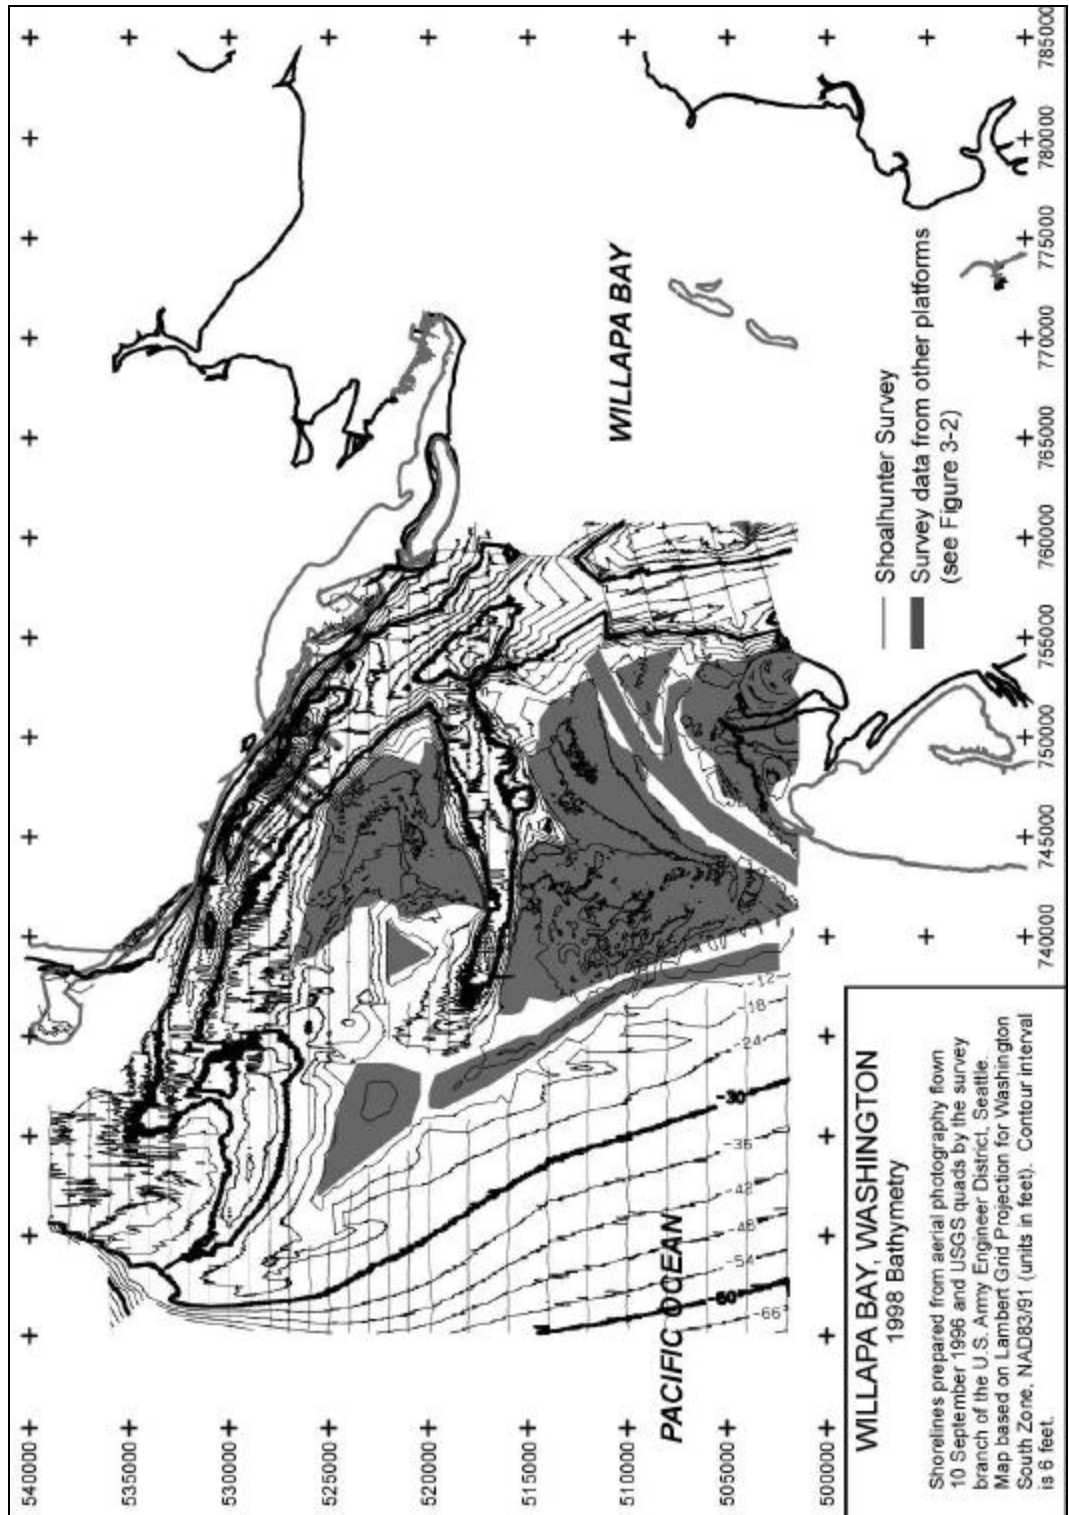 540000
535000
530000
525000
520000
515000
510000
505000
500000
740000
745000
750000
755000
760000
765000
770000
775000
780000
785000
WILLAPA BAY
PACIFIC OCEAN
-12
-18
-24
-30
-36
-42
-48
-54
-60
-66
Shoalhunter Survey
Survey data from other platforms
(see Figure 3-2)
WILLAPA BAY, WASHINGTON
1998 Bathymetry
Shorelines prepared from aerial photography flown
10 September 1996 and USGS quads by the survey
branch of the U.S. Army Engineer District, Seattle.
Map based on Lambert Grid Projection for Washington
South Zone, NAD83/91 (units in feet). Contour interval
is 6 feet.